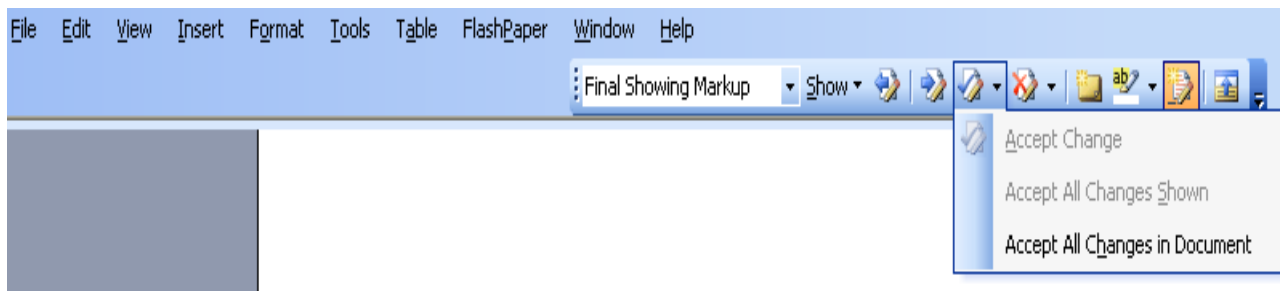 File Edit View Insert Format Tools Table FlashPaper Window Help
Final Showing Markup Show ab
Accept Change
Accept All Changes Shown
Accept All Changes in Document